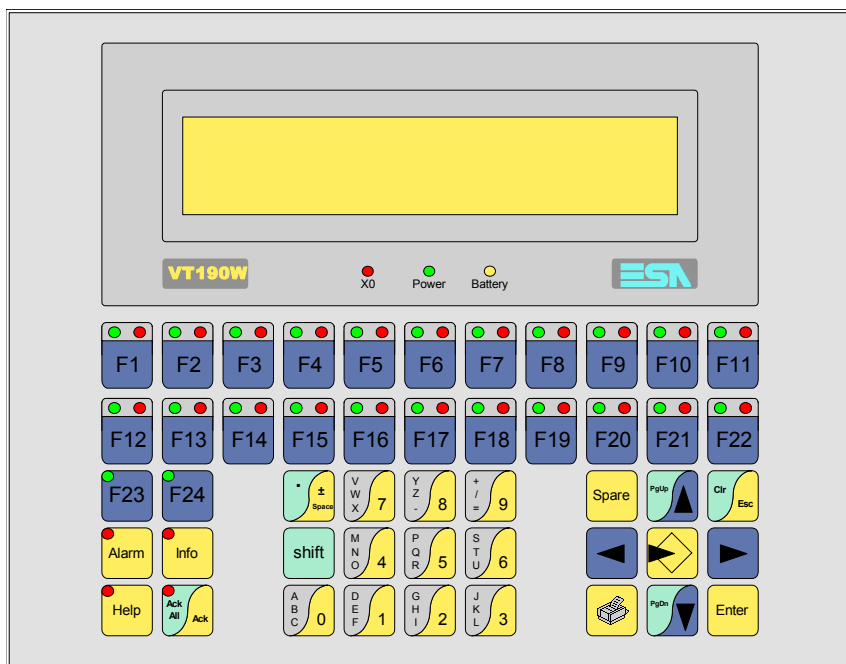 VT190W
X0 Power Battery
ESA
F1 F2 F3 F4 F5 F6 F7 F8 F9 F10 F11
F12 F13 F14 F15 F16 F17 F18 F19 F20 F21 F22
F23 F24 . ± Space V W X 7 Y Z - 8 + / = 9 Spare PgUp Clr Esc
Alarm Info shift M N O 4 P Q R 5 S T U 6
Help Ack All Ack A B C 0 D E F 1 G H I 2 J K L 3 PgDn Enter